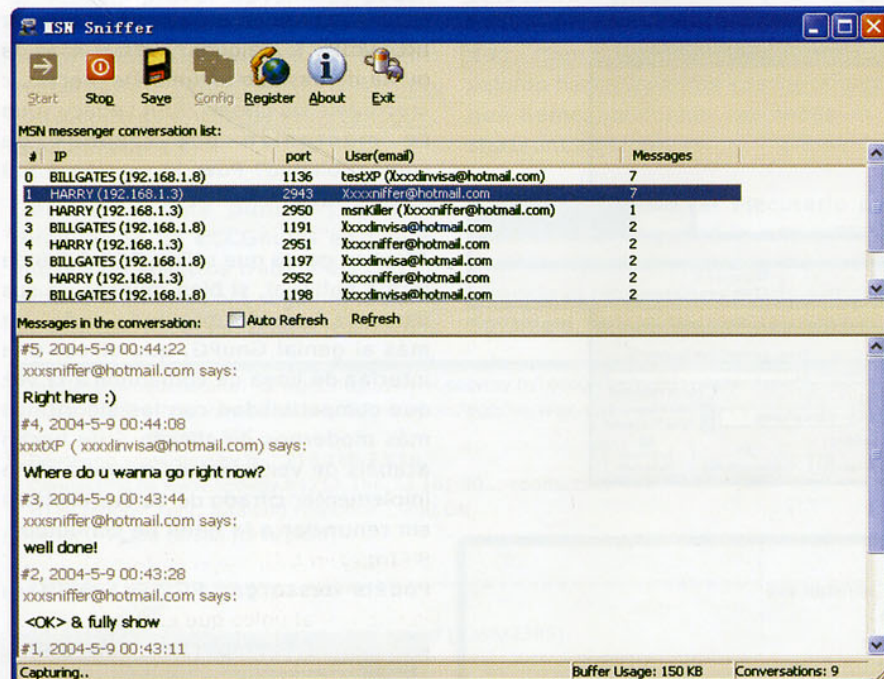 MSN Sniffer
Start Stop Save Config Register About Exit
MSN messenger conversation list:
# IP port User(email) Messages
0 BILLGATES (192.168.1.8) 1136 testXP (Xxxxlinvisa@hotmail.com) 7
1 HARRY (192.168.1.3) 2943 Xxxxniffer@hotmail.com 7
2 HARRY (192.168.1.3) 2950 msnKiller (Xxxxniffer@hotmail.com) 1
3 BILLGATES (192.168.1.8) 1191 Xxxxlinvisa@hotmail.com 2
4 HARRY (192.168.1.3) 2951 Xxxxniffer@hotmail.com 2
5 BILLGATES (192.168.1.8) 1197 Xxxxlinvisa@hotmail.com 2
6 HARRY (192.168.1.3) 2952 Xxxxniffer@hotmail.com 2
7 BILLGATES (192.168.1.8) 1198 Xxxxlinvisa@hotmail.com 2
Messages in the conversation: Auto Refresh Refresh
#5, 2004-5-9 00:44:22
xxxsniffer@hotmail.com says:
Right here :)
#4, 2004-5-9 00:44:08
xxxtXP ( xxxxlinvisa@hotmail.com) says:
Where do u wanna go right now?
#3, 2004-5-9 00:43:44
xxxsniffer@hotmail.com says:
well done!
#2, 2004-5-9 00:43:28
xxxsniffer@hotmail.com says:
<OK> & fully show
#1, 2004-5-9 00:43:11
Capturing.. Buffer Usage: 150 KB Conversations: 9